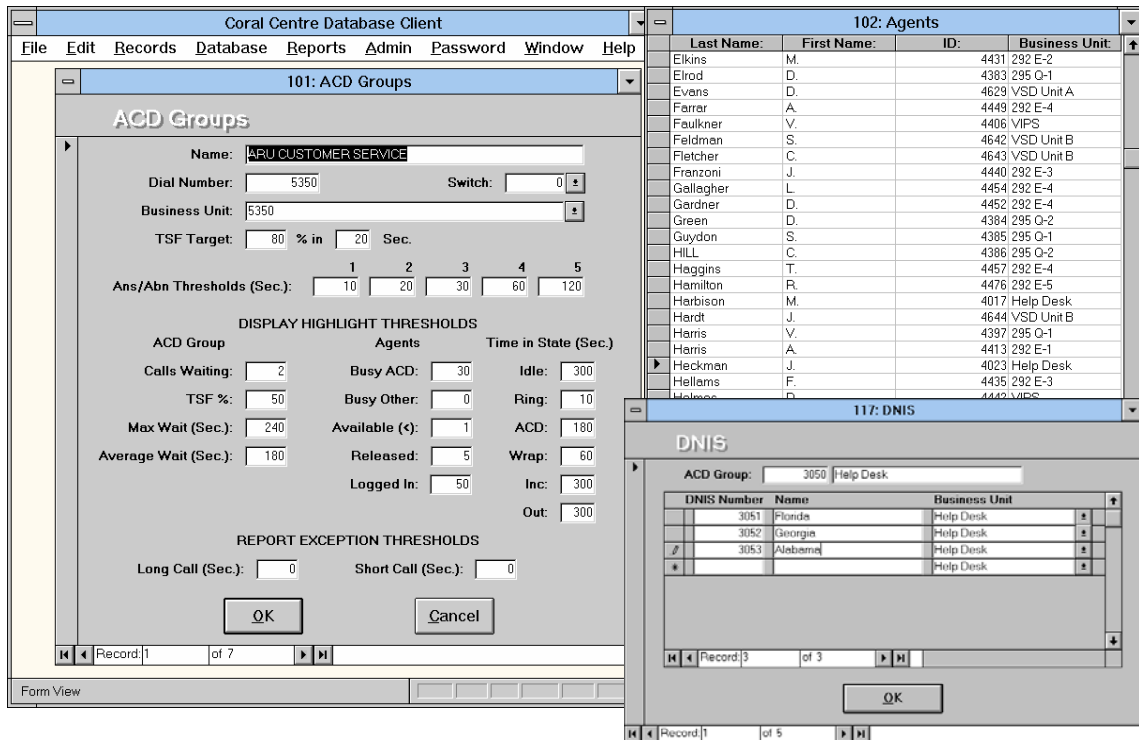 Coral Centre Database Client
File Edit Records Database Reports Admin Password Window Help
101: ACD Groups
ACD Groups
Name: ARU CUSTOMER SERVICE
Dial Number: 5350 Switch: 0
Business Unit: 5350
TSF Target: 80 % in 20 Sec.
1 2 3 4 5
Ans/Abn Thresholds (Sec.): 10 20 30 60 120
DISPLAY HIGHLIGHT THRESHOLDS
ACD Group Agents Time in State (Sec.)
Calls Waiting: 2 Busy ACD: 30 Idle: 300
TSF %: 50 Busy Other: 0 Ring: 10
Max Wait (Sec.): 240 Available (<): 1 ACD: 180
Average Wait (Sec.): 180 Released: 5 Wrap: 60
Logged In: 50 Inc: 300
Out: 300
REPORT EXCEPTION THRESHOLDS
Long Call (Sec.): 0 Short Call (Sec.): 0
OK Cancel
Record: 1 of 7
Form View
102: Agents
Last Name: First Name: ID: Business Unit:
Elkins M. 4431 292 E-2
Elrod D. 4383 295 Q-1
Evans D. 4629 VSD Unit A
Farrar A. 4449 292 E-4
Faulkner V. 4406 VIPS
Feldman S. 4642 VSD Unit B
Fletcher C. 4643 VSD Unit B
Franzoni J. 4440 292 E-3
Gallagher L. 4454 292 E-4
Gardner D. 4452 292 E-4
Green D. 4384 295 Q-2
Guydon S. 4385 295 Q-1
HILL C. 4386 295 Q-2
Haggins T. 4457 292 E-4
Hamilton R. 4476 292 E-5
Harbison M. 4017 Help Desk
Hardt J. 4644 VSD Unit B
Harris V. 4397 295 Q-1
Harris A. 4413 292 E-1
Heckman J. 4023 Help Desk
Hellams F. 4435 292 E-3
Holmes D. 4442 VIPS
117: DNIS
DNIS
ACD Group: 3050 Help Desk
DNIS Number Name Business Unit
3051 Florida Help Desk
3052 Georgia Help Desk
3053 Alabama Help Desk
Help Desk
Record: 3 of 3
OK
Record: 1 of 5